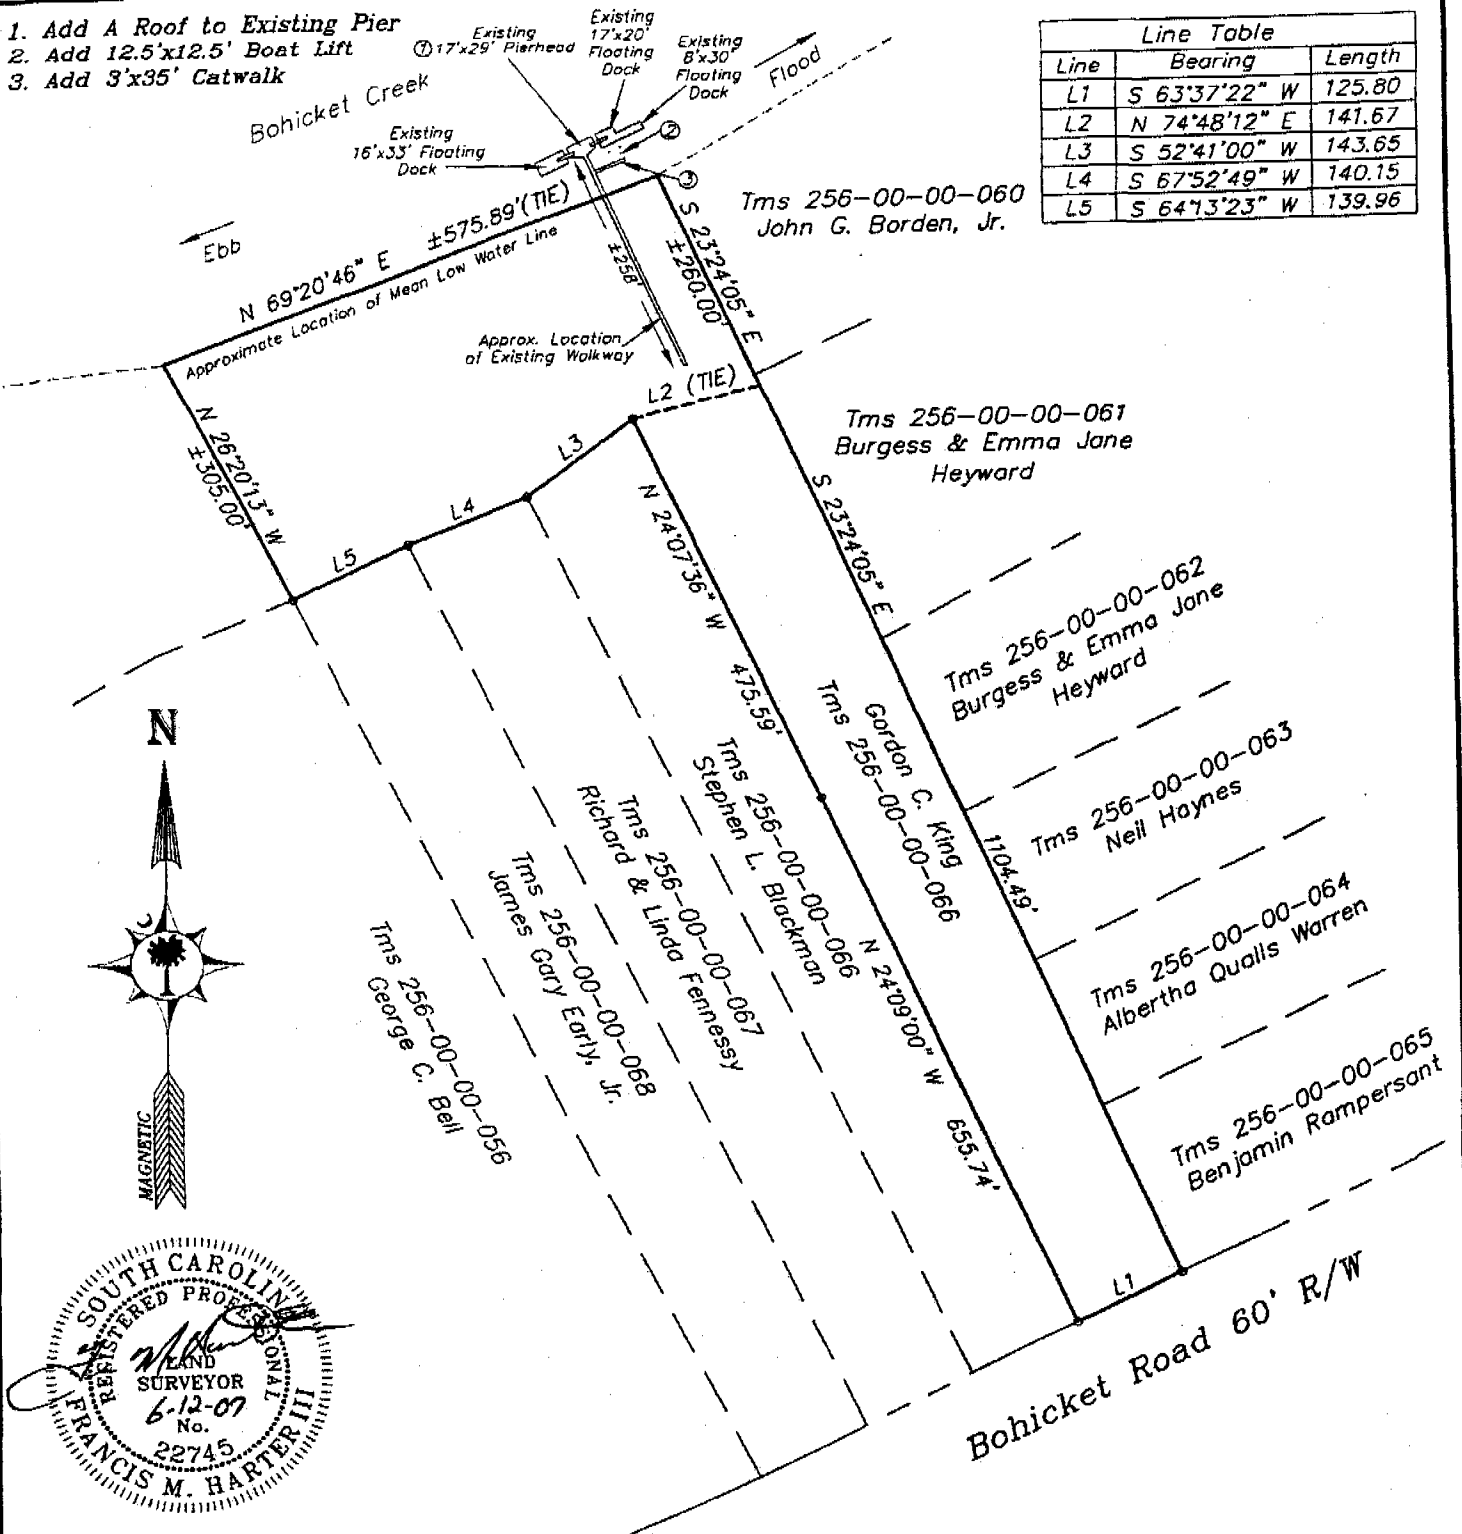 1. Add A Roof to Existing Pier
2. Add 12.5'x12.5' Boat Lift
3. Add 3'x35' Catwalk
Existing
① 17'x29' Pierhead
Existing
17'x20'
Floating
Dock
Existing
8'x30'
Floating
Dock
Flood
Bohicket Creek
Existing
16'x33' Floating
Dock
②
③
Line Table
Line Bearing Length
L1 S 63°37'22" W 125.80
L2 N 74°48'12" E 141.67
L3 S 52°41'00" W 143.65
L4 S 67°52'49" W 140.15
L5 S 64°13'23" W 139.96
Ebb
N 69°20'46" E ±575.89'(TIE)
Approximate Location of Mean Low Water Line
±258'
Approx. Location
of Existing Walkway
S 23°24'05" E
±260.00'
Tms 256-00-00-060
John G. Borden, Jr.
L2 (TIE)
N 26°20'13" W
±305.00'
L3
L4
L5
Tms 256-00-00-061
Burgess & Emma Jane
Heyward
N 24°07'36" W 475.59'
S 23°24'05" E 1104.49'
Tms 256-00-00-062
Burgess & Emma Jane
Heyward
Tms 256-00-00-063
Neil Haynes
Tms 256-00-00-064
Albertha Qualls Warren
Tms 256-00-00-065
Benjamin Rampersant
Gordon C. King
Tms 256-00-00-066
Tms 256-00-00-066
Stephen L. Blackman
Tms 256-00-00-067
Richard & Linda Fennessy
Tms 256-00-00-068
James Gary Early, Jr.
Tms 256-00-00-056
George C. Bell
N 24°09'00" W 655.74'
L1
Bohicket Road 60' R/W
N
MAGNETIC
SOUTH CAROLINA
REGISTERED PROFESSIONAL
LAND
SURVEYOR
6-12-07
No.
22745
FRANCIS M. HARTER III